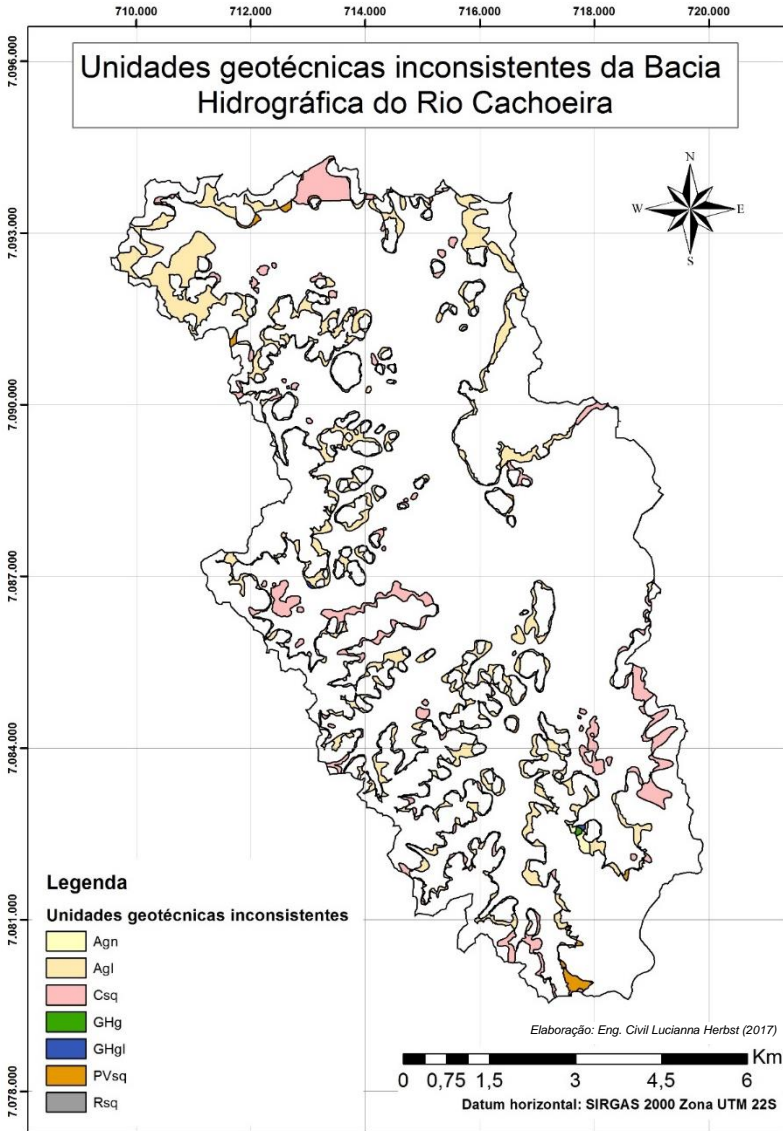 710.000 712.000 714.000 716.000 718.000 720.000
7.096.000
Unidades geotécnicas inconsistentes da Bacia
Hidrográfica do Rio Cachoeira
N
W E
S
7.093.000
7.090.000
7.087.000
7.084.000
7.081.000
7.078.000
Legenda
Unidades geotécnicas inconsistentes
Agn
Agl
Csq
GHg
GHgl
PVsq
Rsq
Elaboração: Eng. Civil Lucianna Herbst (2017)
Km
0 0,75 1,5 3 4,5 6
Datum horizontal: SIRGAS 2000 Zona UTM 22S